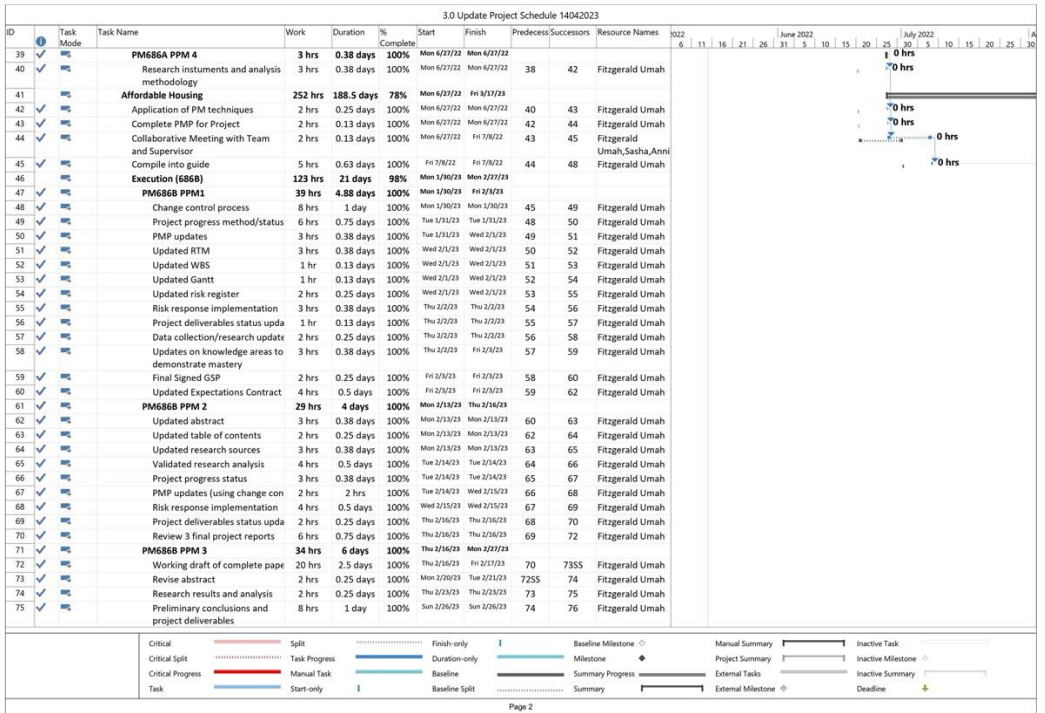 3.0 Update Project Schedule 14042023
ID Task Mode Task Name Work Duration % Complete Start Finish Predecess Successors Resource Names 2022 June 2022 July 2022 A
6 11 16 21 26 31 5 10 15 20 25 30 5 10 15 20 25 30
39 PM686A PPM 4 3 hrs 0.38 days 100% Mon 6/27/22 Mon 6/27/22 0 hrs
40 Research instuments and analysis 3 hrs 0.38 days 100% Mon 6/27/22 Mon 6/27/22 38 42 Fitzgerald Umah 0 hrs
methodology
41 Affordable Housing 252 hrs 188.5 days 78% Mon 6/27/22 Fri 3/17/23
42 Application of PM techniques 2 hrs 0.25 days 100% Mon 6/27/22 Mon 6/27/22 40 43 Fitzgerald Umah 0 hrs
43 Complete PMP for Project 2 hrs 0.13 days 100% Mon 6/27/22 Mon 6/27/22 42 44 Fitzgerald Umah 0 hrs
44 Collaborative Meeting with Team 2 hrs 0.13 days 100% Mon 6/27/22 Fri 7/8/22 43 45 Fitzgerald 0 hrs
and Supervisor Umah,Sasha,Anni
45 Compile into guide 5 hrs 0.63 days 100% Fri 7/8/22 Fri 7/8/22 44 48 Fitzgerald Umah 0 hrs
46 Execution (686B) 123 hrs 21 days 98% Mon 1/30/23 Mon 2/27/23
47 PM686B PPM1 39 hrs 4.88 days 100% Mon 1/30/23 Fri 2/3/23
48 Change control process 8 hrs 1 day 100% Mon 1/30/23 Mon 1/30/23 45 49 Fitzgerald Umah
49 Project progress method/status 6 hrs 0.75 days 100% Tue 1/31/23 Tue 1/31/23 48 50 Fitzgerald Umah
50 PMP updates 3 hrs 0.38 days 100% Tue 1/31/23 Wed 2/1/23 49 51 Fitzgerald Umah
51 Updated RTM 3 hrs 0.38 days 100% Wed 2/1/23 Wed 2/1/23 50 52 Fitzgerald Umah
52 Updated WBS 1 hr 0.13 days 100% Wed 2/1/23 Wed 2/1/23 51 53 Fitzgerald Umah
53 Updated Gantt 1 hr 0.13 days 100% Wed 2/1/23 Wed 2/1/23 52 54 Fitzgerald Umah
54 Updated risk register 2 hrs 0.25 days 100% Wed 2/1/23 Wed 2/1/23 53 55 Fitzgerald Umah
55 Risk response implementation 3 hrs 0.38 days 100% Thu 2/2/23 Thu 2/2/23 54 56 Fitzgerald Umah
56 Project deliverables status upda 1 hr 0.13 days 100% Thu 2/2/23 Thu 2/2/23 55 57 Fitzgerald Umah
57 Data collection/research update 2 hrs 0.25 days 100% Thu 2/2/23 Thu 2/2/23 56 58 Fitzgerald Umah
58 Updates on knowledge areas to 3 hrs 0.38 days 100% Thu 2/2/23 Fri 2/3/23 57 59 Fitzgerald Umah
demonstrate mastery
59 Final Signed GSP 2 hrs 0.25 days 100% Fri 2/3/23 Fri 2/3/23 58 60 Fitzgerald Umah
60 Updated Expectations Contract 4 hrs 0.5 days 100% Fri 2/3/23 Fri 2/3/23 59 62 Fitzgerald Umah
61 PM686B PPM 2 29 hrs 4 days 100% Mon 2/13/23 Thu 2/16/23
62 Updated abstract 3 hrs 0.38 days 100% Mon 2/13/23 Mon 2/13/23 60 63 Fitzgerald Umah
63 Updated table of contents 2 hrs 0.25 days 100% Mon 2/13/23 Mon 2/13/23 62 64 Fitzgerald Umah
64 Updated research sources 3 hrs 0.38 days 100% Mon 2/13/23 Mon 2/13/23 63 65 Fitzgerald Umah
65 Validated research analysis 4 hrs 0.5 days 100% Tue 2/14/23 Tue 2/14/23 64 66 Fitzgerald Umah
66 Project progress status 3 hrs 0.38 days 100% Tue 2/14/23 Tue 2/14/23 65 67 Fitzgerald Umah
67 PMP updates (using change con 2 hrs 2 hrs 100% Tue 2/14/23 Wed 2/15/23 66 68 Fitzgerald Umah
68 Risk response implementation 4 hrs 0.5 days 100% Wed 2/15/23 Wed 2/15/23 67 69 Fitzgerald Umah
69 Project deliverables status upda 2 hrs 0.25 days 100% Thu 2/16/23 Thu 2/16/23 68 70 Fitzgerald Umah
70 Review 3 final project reports 6 hrs 0.75 days 100% Thu 2/16/23 Thu 2/16/23 69 72 Fitzgerald Umah
71 PM686B PPM 3 34 hrs 6 days 100% Thu 2/16/23 Mon 2/27/23
72 Working draft of complete pape 20 hrs 2.5 days 100% Thu 2/16/23 Fri 2/17/23 70 73SS Fitzgerald Umah
73 Revise abstract 2 hrs 0.25 days 100% Mon 2/20/23 Tue 2/21/23 72SS 74 Fitzgerald Umah
74 Research results and analysis 2 hrs 0.25 days 100% Thu 2/23/23 Thu 2/23/23 73 75 Fitzgerald Umah
75 Preliminary conclusions and 8 hrs 1 day 100% Sun 2/26/23 Sun 2/26/23 74 76 Fitzgerald Umah
project deliverables
Critical Split Finish-only Baseline Milestone Manual Summary Inactive Task
Critical Split Task Progress Duration-only Milestone Project Summary Inactive Milestone
Critical Progress Manual Task Baseline Summary Progress External Tasks Inactive Summary
Task Start-only Baseline Split Summary External Milestone Deadline
Page 2